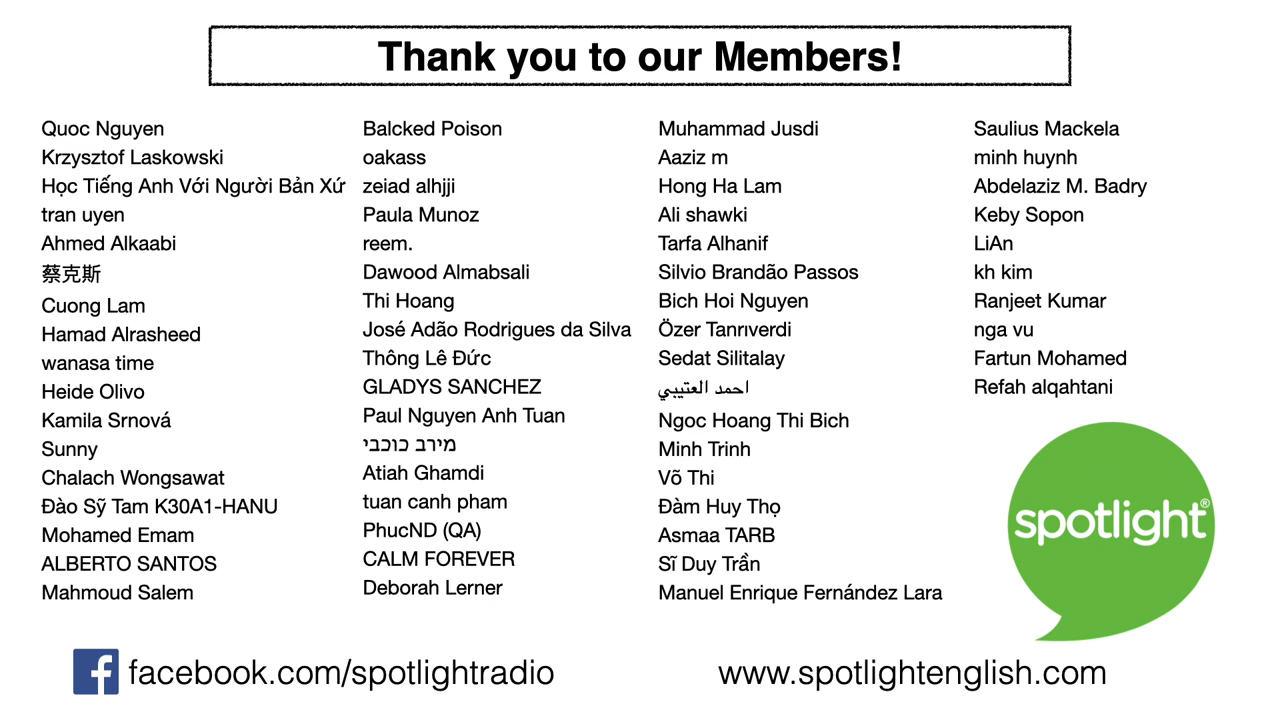 Thank you to our Members!
Quoc Nguyen
Krzysztof Laskowski
Học Tiếng Anh Với Người Bản Xứ
tran uyen
Ahmed Alkaabi
蔡克斯
Cuong Lam
Hamad Alrasheed
wanasa time
Heide Olivo
Kamila Srnová
Sunny
Chalach Wongsawat
Đào Sỹ Tam K30A1-HANU
Mohamed Emam
ALBERTO SANTOS
Mahmoud Salem
Balcked Poison
oakass
zeiad alhjji
Paula Munoz
reem.
Dawood Almabsali
Thi Hoang
José Adão Rodrigues da Silva
Thông Lê Đức
GLADYS SANCHEZ
Paul Nguyen Anh Tuan
מירב כוכבי
Atiah Ghamdi
tuan canh pham
PhucND (QA)
CALM FOREVER
Deborah Lerner
Muhammad Jusdi
Aaziz m
Hong Ha Lam
Ali shawki
Tarfa Alhanif
Silvio Brandão Passos
Bich Hoi Nguyen
Özer Tanrıverdi
Sedat Silitalay
احمد العتيبي
Ngoc Hoang Thi Bich
Minh Trinh
Võ Thi
Đàm Huy Thọ
Asmaa TARB
Sĩ Duy Trần
Manuel Enrique Fernández Lara
Saulius Mackela
minh huynh
Abdelaziz M. Badry
Keby Sopon
LiAn
kh kim
Ranjeet Kumar
nga vu
Fartun Mohamed
Refah alqahtani
spotlight®
facebook.com/spotlightradio
www.spotlightenglish.com